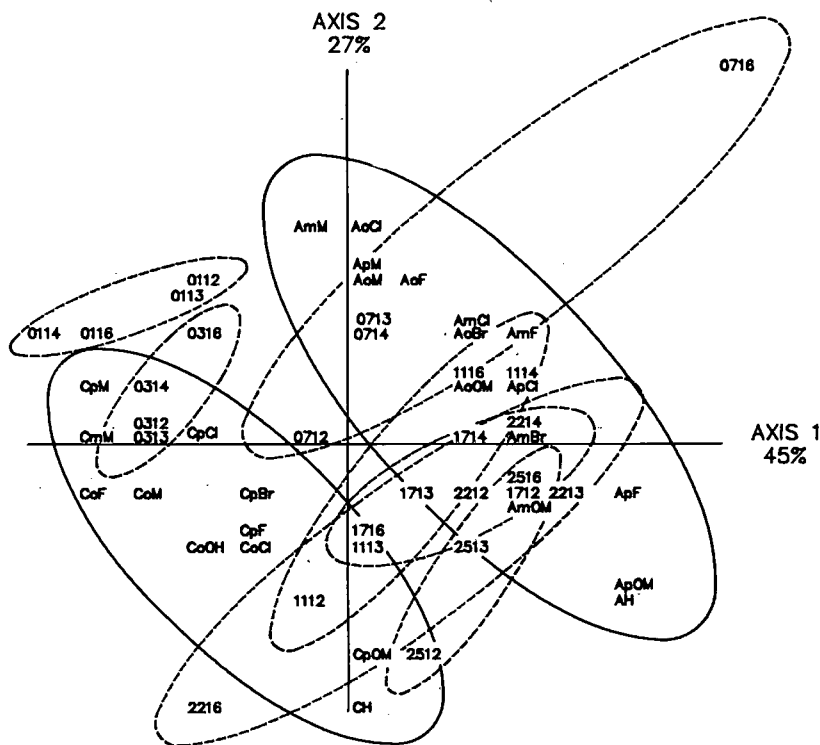 AXIS 2
27%
0716
AmM AoCl
ApM
AoM AoF
0112
0113
0713
0714
AmCl
AoBr AmF
0114 0116 0316
1116 1114
AoOM ApCl
CpM 0314
0312
0313
CmM CpCl
0712
1714
2214
AmBr
AXIS 1
45%
2516
CoF CoM CpBr 1713 2212 1712 2213 ApF
AmOM
CpF 1716
CoOH CoCl 1113 2513
ApOM
AH
1112
CpOM 2512
2216 CH